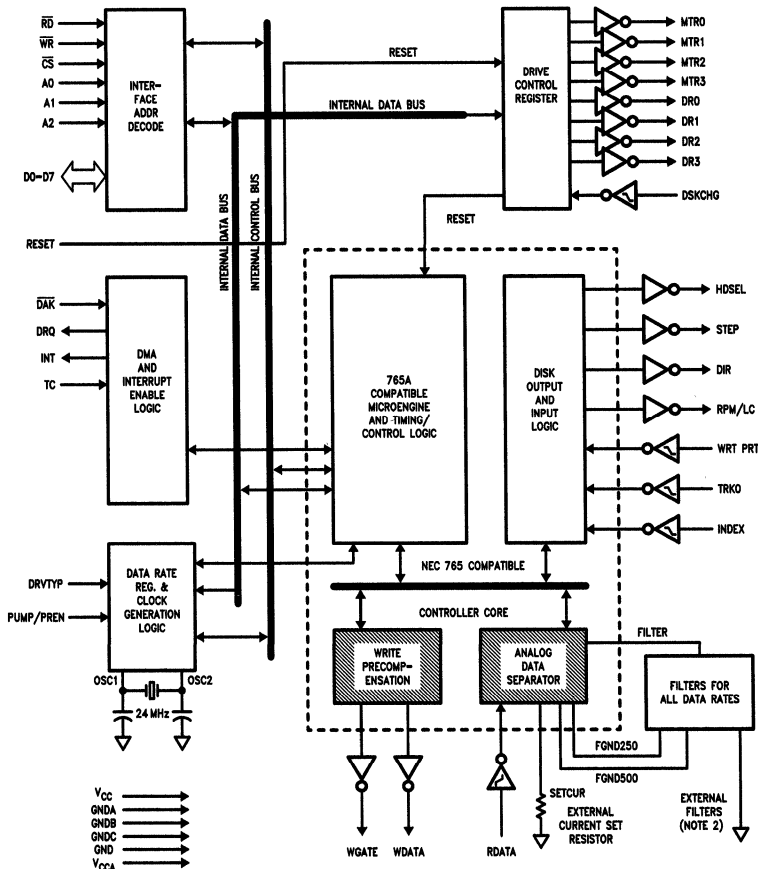 R̅D̅
W̅R̅
C̅S̅
A0
A1
A2
D0–D7
INTER-
FACE
ADDR
DECODE
RESET
INTERNAL DATA BUS
DRIVE
CONTROL
REGISTER
MTR0
MTR1
MTR2
MTR3
DR0
DR1
DR2
DR3
DSKCHG
RESET
RESET
INTERNAL DATA BUS
INTERNAL CONTROL BUS
D̅A̅K̅
DRQ
INT
TC
DMA
AND
INTERRUPT
ENABLE
LOGIC
765A
COMPATIBLE
MICROENGINE
AND TIMING/
CONTROL LOGIC
DISK
OUTPUT
AND
INPUT
LOGIC
HDSEL
STEP
DIR
RPM/LC
WRT PRT
TRK0
INDEX
DRVTYP
PUMP/PREN
DATA RATE
REG. &
CLOCK
GENERATION
LOGIC
OSC1
OSC2
24 MHz
NEC 765 COMPATIBLE
CONTROLLER CORE
WRITE
PRECOMP-
ENSATION
ANALOG
DATA
SEPARATOR
FILTER
FILTERS FOR
ALL DATA RATES
FGND250
FGND500
SETCUR
EXTERNAL
CURRENT SET
RESISTOR
EXTERNAL
FILTERS
(NOTE 2)
WGATE
WDATA
RDATA
VCC
GNDA
GNDB
GNDC
GND
VCCA